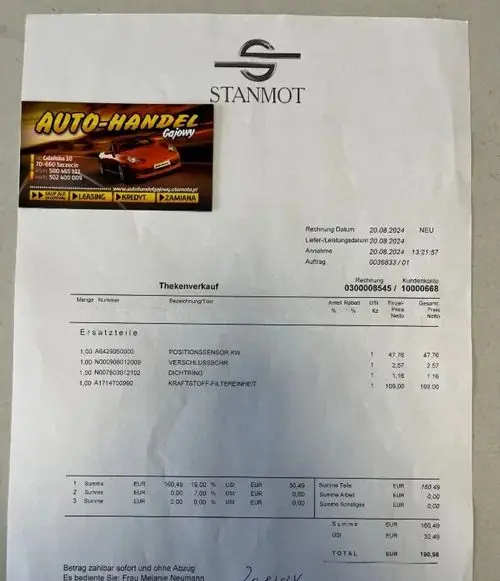 STANMOT
AUTO-HANDEL
Gajowy
ul. Gdańska 10
70-660 Szczecin
500 465 111
502 400 009
www.autohandelgajowy.otomoto.pl
LEASING
KREDYT
ZAMIANA
Rechnung Datum 20.08.2024 NEU
Liefer-/Leistungsdatum 20.08.2024
Annahme 20.08.2024 13:21:57
Auftrag 0036833 / 01
Thekenverkauf
Rechnung Kundenkonto
0300008545 / 10000668
Menge Nummer Bezeichnung/Text Anteil Rabatt USt Einzel- Gesamt
% % Kz Preis Preis
Netto Netto
Ersatzteile
1,00 A6429050000 POSITIONSSENSOR KW 1 47,76 47,76
1,00 N000908012009 VERSCHLUSSSCHR 1 2,57 2,57
1,00 N007603012102 DICHTRING 1 1,16 1,16
1,00 A1714700990 KRAFTSTOFF-FILTEREINHEIT 1 109,00 109,00
1 Summe EUR 160,49 19,00 % USt EUR 30,49 Summe Teile EUR 160,49
2 Summe EUR 0,00 7,00 % USt EUR 0,00 Summe Arbeit EUR 0,00
3 Summe EUR 0,00 0,00 % USt EUR 0,00 Summe Sonstiges EUR 0,00
Summe EUR 160,49
USt EUR 30,49
TOTAL EUR 190,98
Betrag zahlbar sofort und ohne Abzug
Es bediente Sie: Frau Melanie Neumann